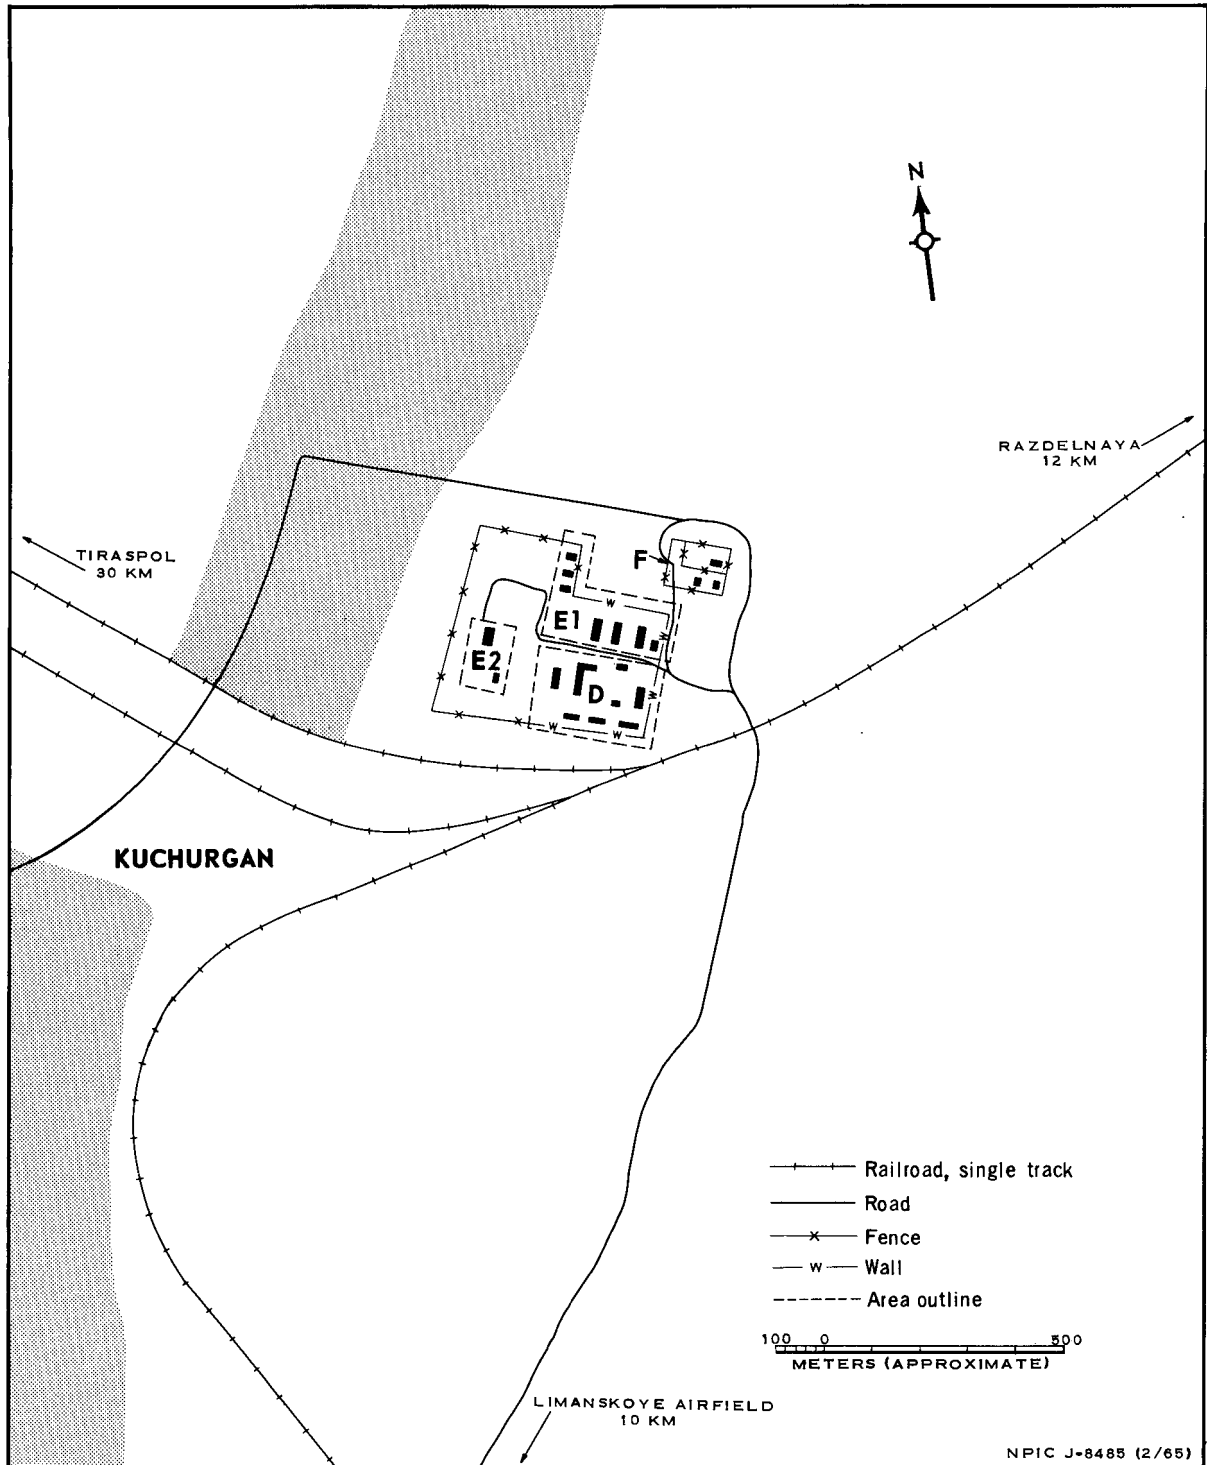 N
RAZDELNAYA
12 KM
TIRASPOL
30 KM
F
E1
E2
D
KUCHURGAN
Railroad, single track
Road
x Fence
w Wall
Area outline
100 0 500
METERS (APPROXIMATE)
LIMANSKOYE AIRFIELD
10 KM
NPIC J-8485 (2/65)